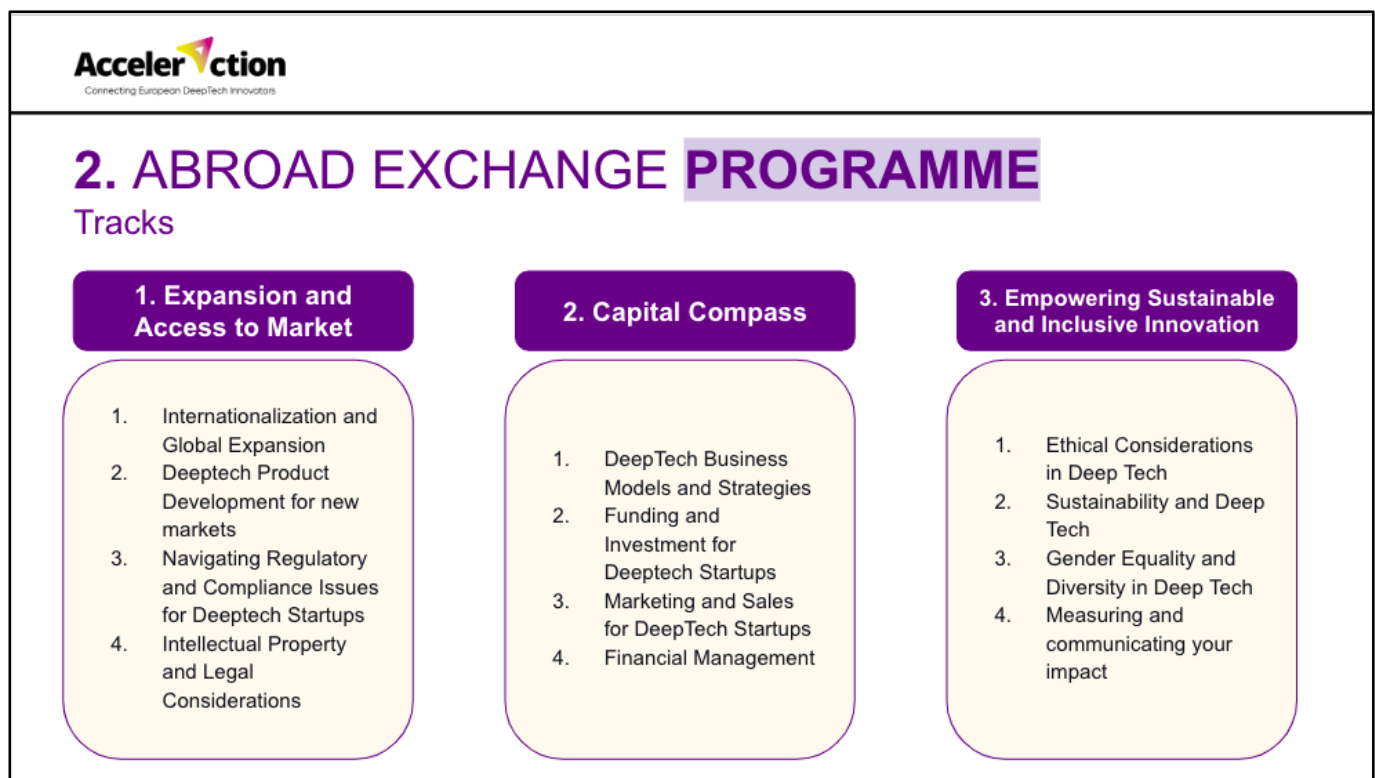 Acceler ction
Connecting European DeepTech Innovators
2. ABROAD EXCHANGE PROGRAMME
Tracks
1. Expansion and
Access to Market
1. Internationalization and
Global Expansion
2. Deeptech Product
Development for new
markets
3. Navigating Regulatory
and Compliance Issues
for Deeptech Startups
4. Intellectual Property
and Legal
Considerations
2. Capital Compass
1. DeepTech Business
Models and Strategies
2. Funding and
Investment for
Deeptech Startups
3. Marketing and Sales
for DeepTech Startups
4. Financial Management
3. Empowering Sustainable
and Inclusive Innovation
1. Ethical Considerations
in Deep Tech
2. Sustainability and Deep
Tech
3. Gender Equality and
Diversity in Deep Tech
4. Measuring and
communicating your
impact